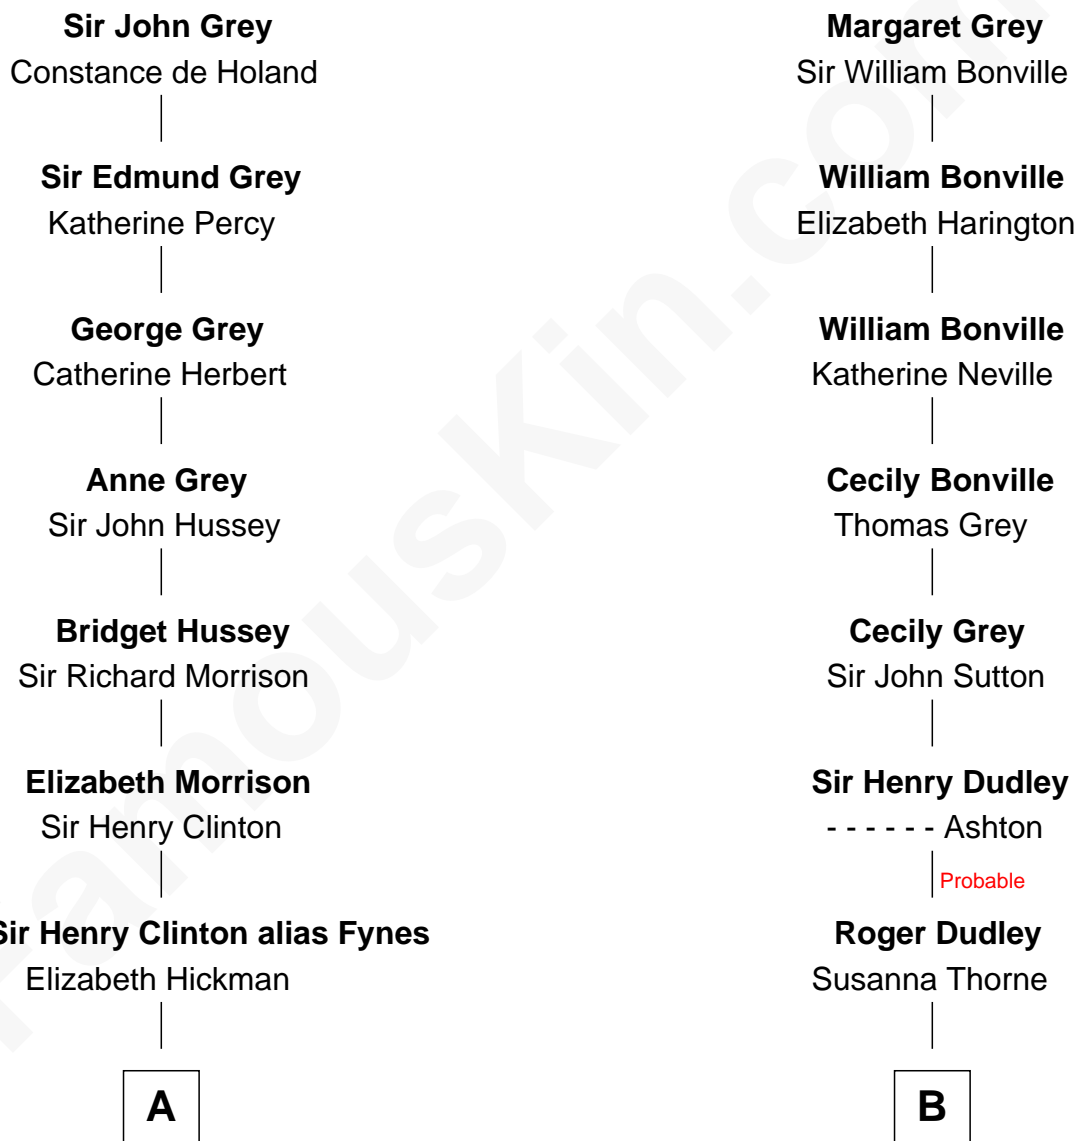 Sir John Grey
Constance de Holand
Sir Edmund Grey
Katherine Percy
George Grey
Catherine Herbert
Anne Grey
Sir John Hussey
Bridget Hussey
Sir Richard Morrison
Elizabeth Morrison
Sir Henry Clinton
Sir Henry Clinton alias Fynes
Elizabeth Hickman
A
Margaret Grey
Sir William Bonville
William Bonville
Elizabeth Harington
William Bonville
Katherine Neville
Cecily Bonville
Thomas Grey
Cecily Grey
Sir John Sutton
Sir Henry Dudley
- - - - - - Ashton
Probable
Roger Dudley
Susanna Thorne
B
FamousKin.com